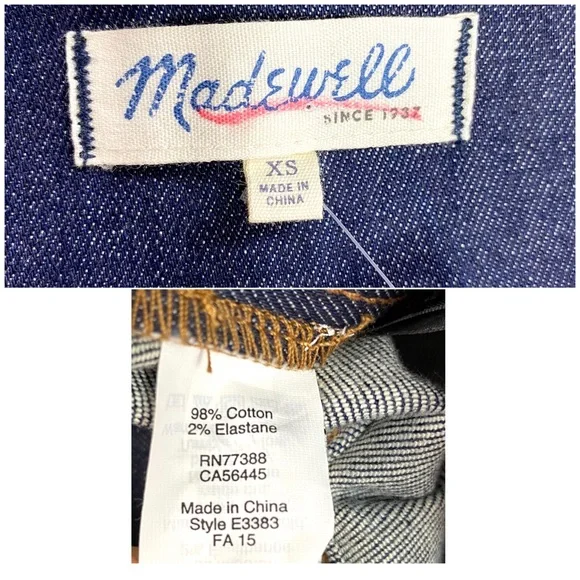 Madewell
SINCE 1937
XS
MADE IN
CHINA
98% Cotton
2% Elastane
RN77388
CA56445
Made in China
Style E3383
FA 15